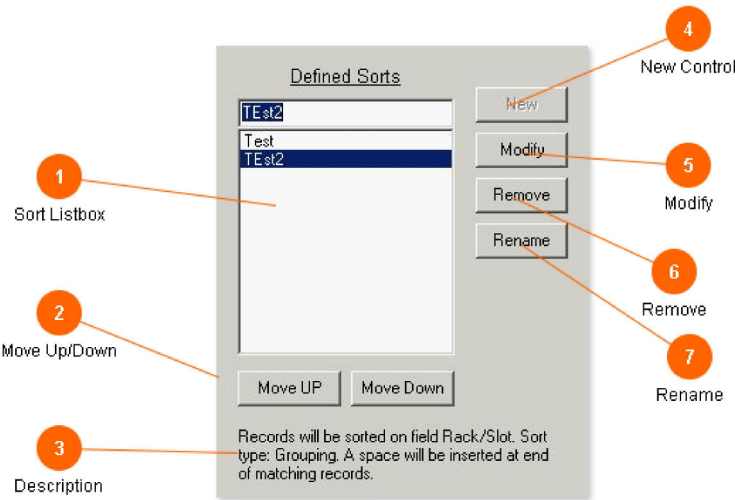 4
New Control
Defined Sorts
New
TEst2
Test
TEst2
Modify
5
Modify
1
Sort Listbox
Remove
Rename
6
Remove
2
Move Up/Down
7
Rename
Move UP
Move Down
3
Description
Records will be sorted on field Rack/Slot. Sort
type: Grouping. A space will be inserted at end
of matching records.